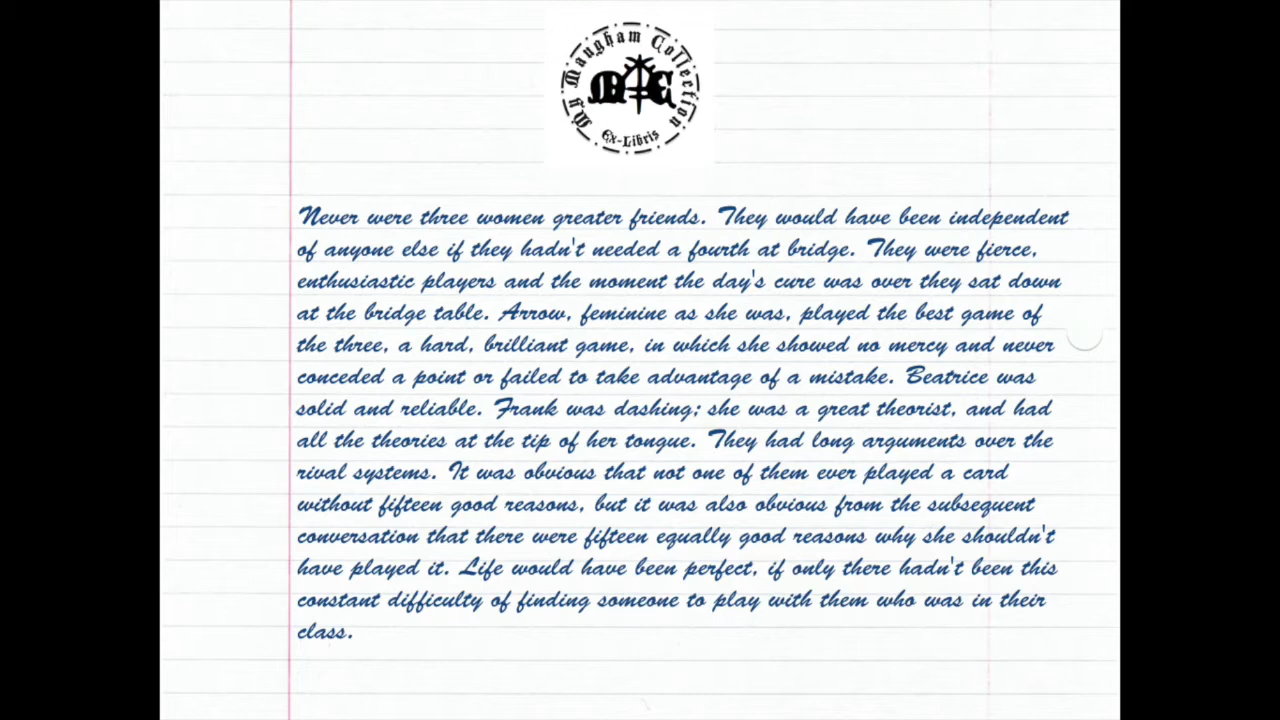 My Maugham Collection
M C
Ex-Libris
Never were three women greater friends. They would have been independent
of anyone else if they hadn't needed a fourth at bridge. They were fierce,
enthusiastic players and the moment the day's cure was over they sat down
at the bridge table. Arrow, feminine as she was, played the best game of
the three, a hard, brilliant game, in which she showed no mercy and never
conceded a point or failed to take advantage of a mistake. Beatrice was
solid and reliable. Frank was dashing; she was a great theorist, and had
all the theories at the tip of her tongue. They had long arguments over the
rival systems. It was obvious that not one of them ever played a card
without fifteen good reasons, but it was also obvious from the subsequent
conversation that there were fifteen equally good reasons why she shouldn't
have played it. Life would have been perfect, if only there hadn't been this
constant difficulty of finding someone to play with them who was in their
class.